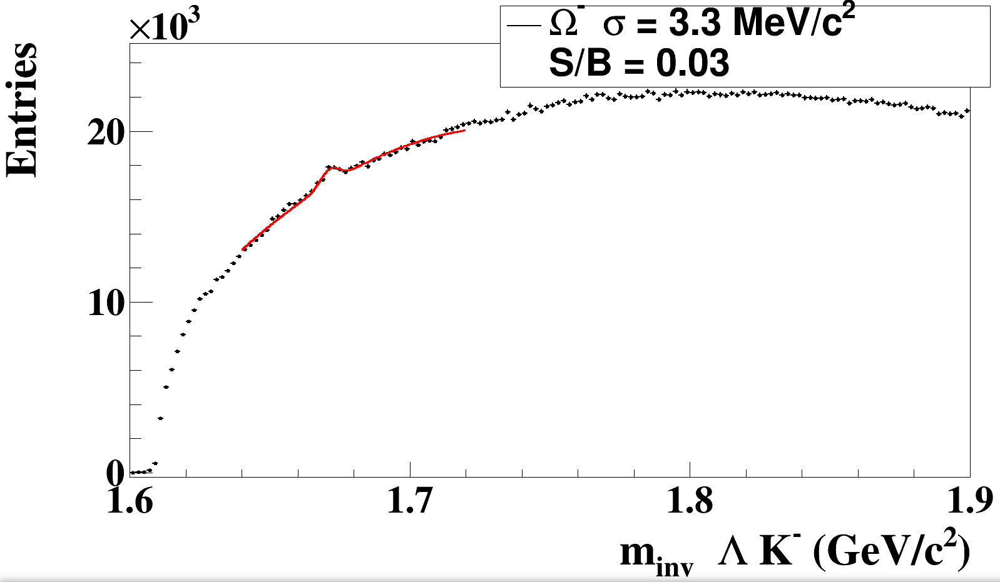 ×10³
Ω⁻ σ = 3.3 MeV/c²
S/B = 0.03
Entries
20
10
0
1.6 1.7 1.8 1.9
m_inv Λ K⁻ (GeV/c²)